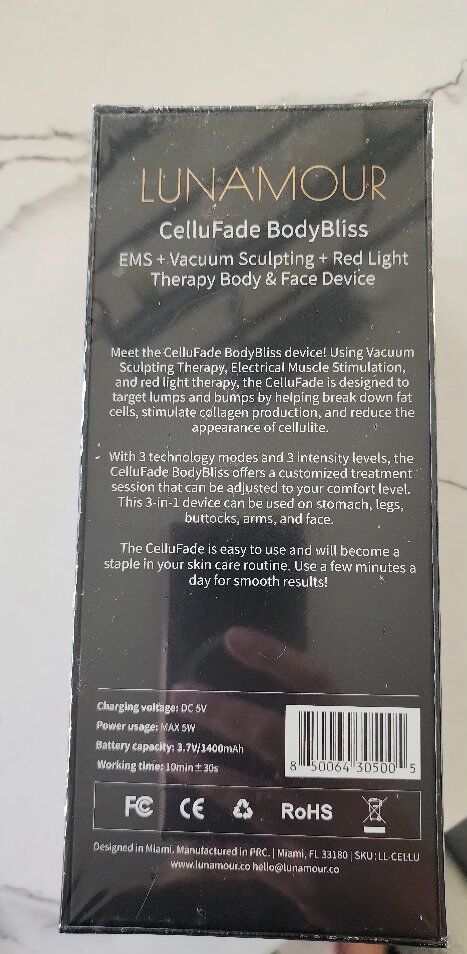 LUNA'MOUR
CelluFade BodyBliss
EMS + Vacuum Sculpting + Red Light
Therapy Body & Face Device
Meet the CelluFade BodyBliss device! Using Vacuum
Sculpting Therapy, Electrical Muscle Stimulation,
and red light therapy, the CelluFade is designed to
target lumps and bumps by helping break down fat
cells, stimulate collagen production, and reduce the
appearance of cellulite.
With 3 technology modes and 3 intensity levels, the
CelluFade BodyBliss offers a customized treatment
session that can be adjusted to your comfort level.
This 3-in-1 device can be used on stomach, legs,
buttocks, arms, and face.
The CelluFade is easy to use and will become a
staple in your skin care routine. Use a few minutes a
day for smooth results!
Charging voltage: DC 5V
Power usage: MAX 5W
Battery capacity: 3.7V/1400mAh
Working time: 10min ± 30s
8 50064 30500 5
FC CE RoHS
Designed in Miami. Manufactured in PRC. | Miami, FL 33180 | SKU: LL-CELLU
www.lunamour.co hello@lunamour.co